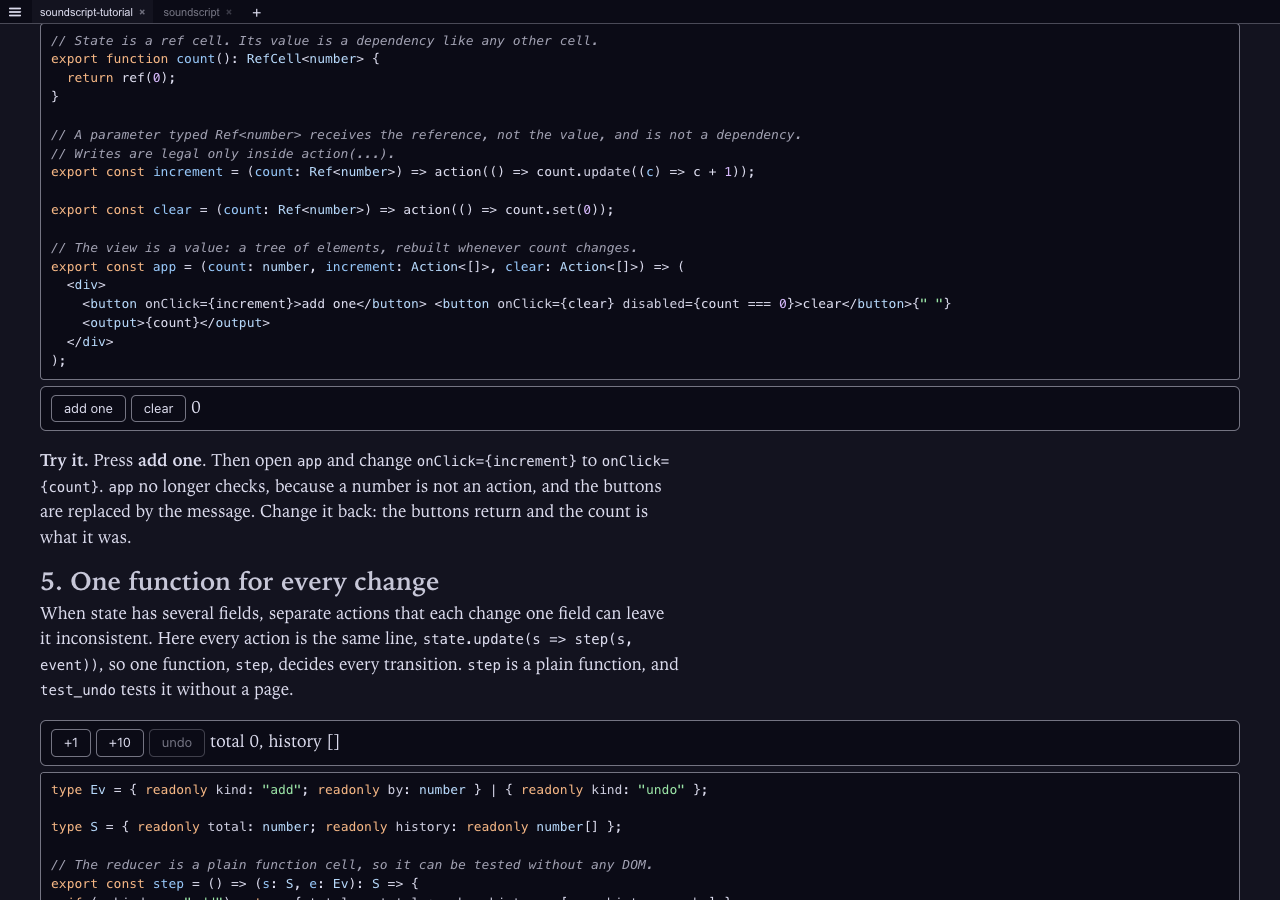 soundscript-tutorial × soundscript × +
// State is a ref cell. Its value is a dependency like any other cell.
export function count(): RefCell<number> {
  return ref(0);
}
// A parameter typed Ref<number> receives the reference, not the value, and is not a dependency.
// Writes are legal only inside action(...).
export const increment = (count: Ref<number>) => action(() => count.update((c) => c + 1));
export const clear = (count: Ref<number>) => action(() => count.set(0));
// The view is a value: a tree of elements, rebuilt whenever count changes.
export const app = (count: number, increment: Action<[]>, clear: Action<[]>) => (
  <div>
    <button onClick={increment}>add one</button> <button onClick={clear} disabled={count === 0}>clear</button>{" "}
    <output>{count}</output>
  </div>
);
add one clear 0
Try it. Press add one. Then open app and change onClick={increment} to onClick=
{count}. app no longer checks, because a number is not an action, and the buttons
are replaced by the message. Change it back: the buttons return and the count is
what it was.
5. One function for every change
When state has several fields, separate actions that each change one field can leave
it inconsistent. Here every action is the same line, state.update(s => step(s,
event)), so one function, step, decides every transition. step is a plain function, and
test_undo tests it without a page.
+1 +10 undo total 0, history []
type Ev = { readonly kind: "add"; readonly by: number } | { readonly kind: "undo" };
type S = { readonly total: number; readonly history: readonly number[] };
// The reducer is a plain function cell, so it can be tested without any DOM.
export const step = () => (s: S, e: Ev): S => {